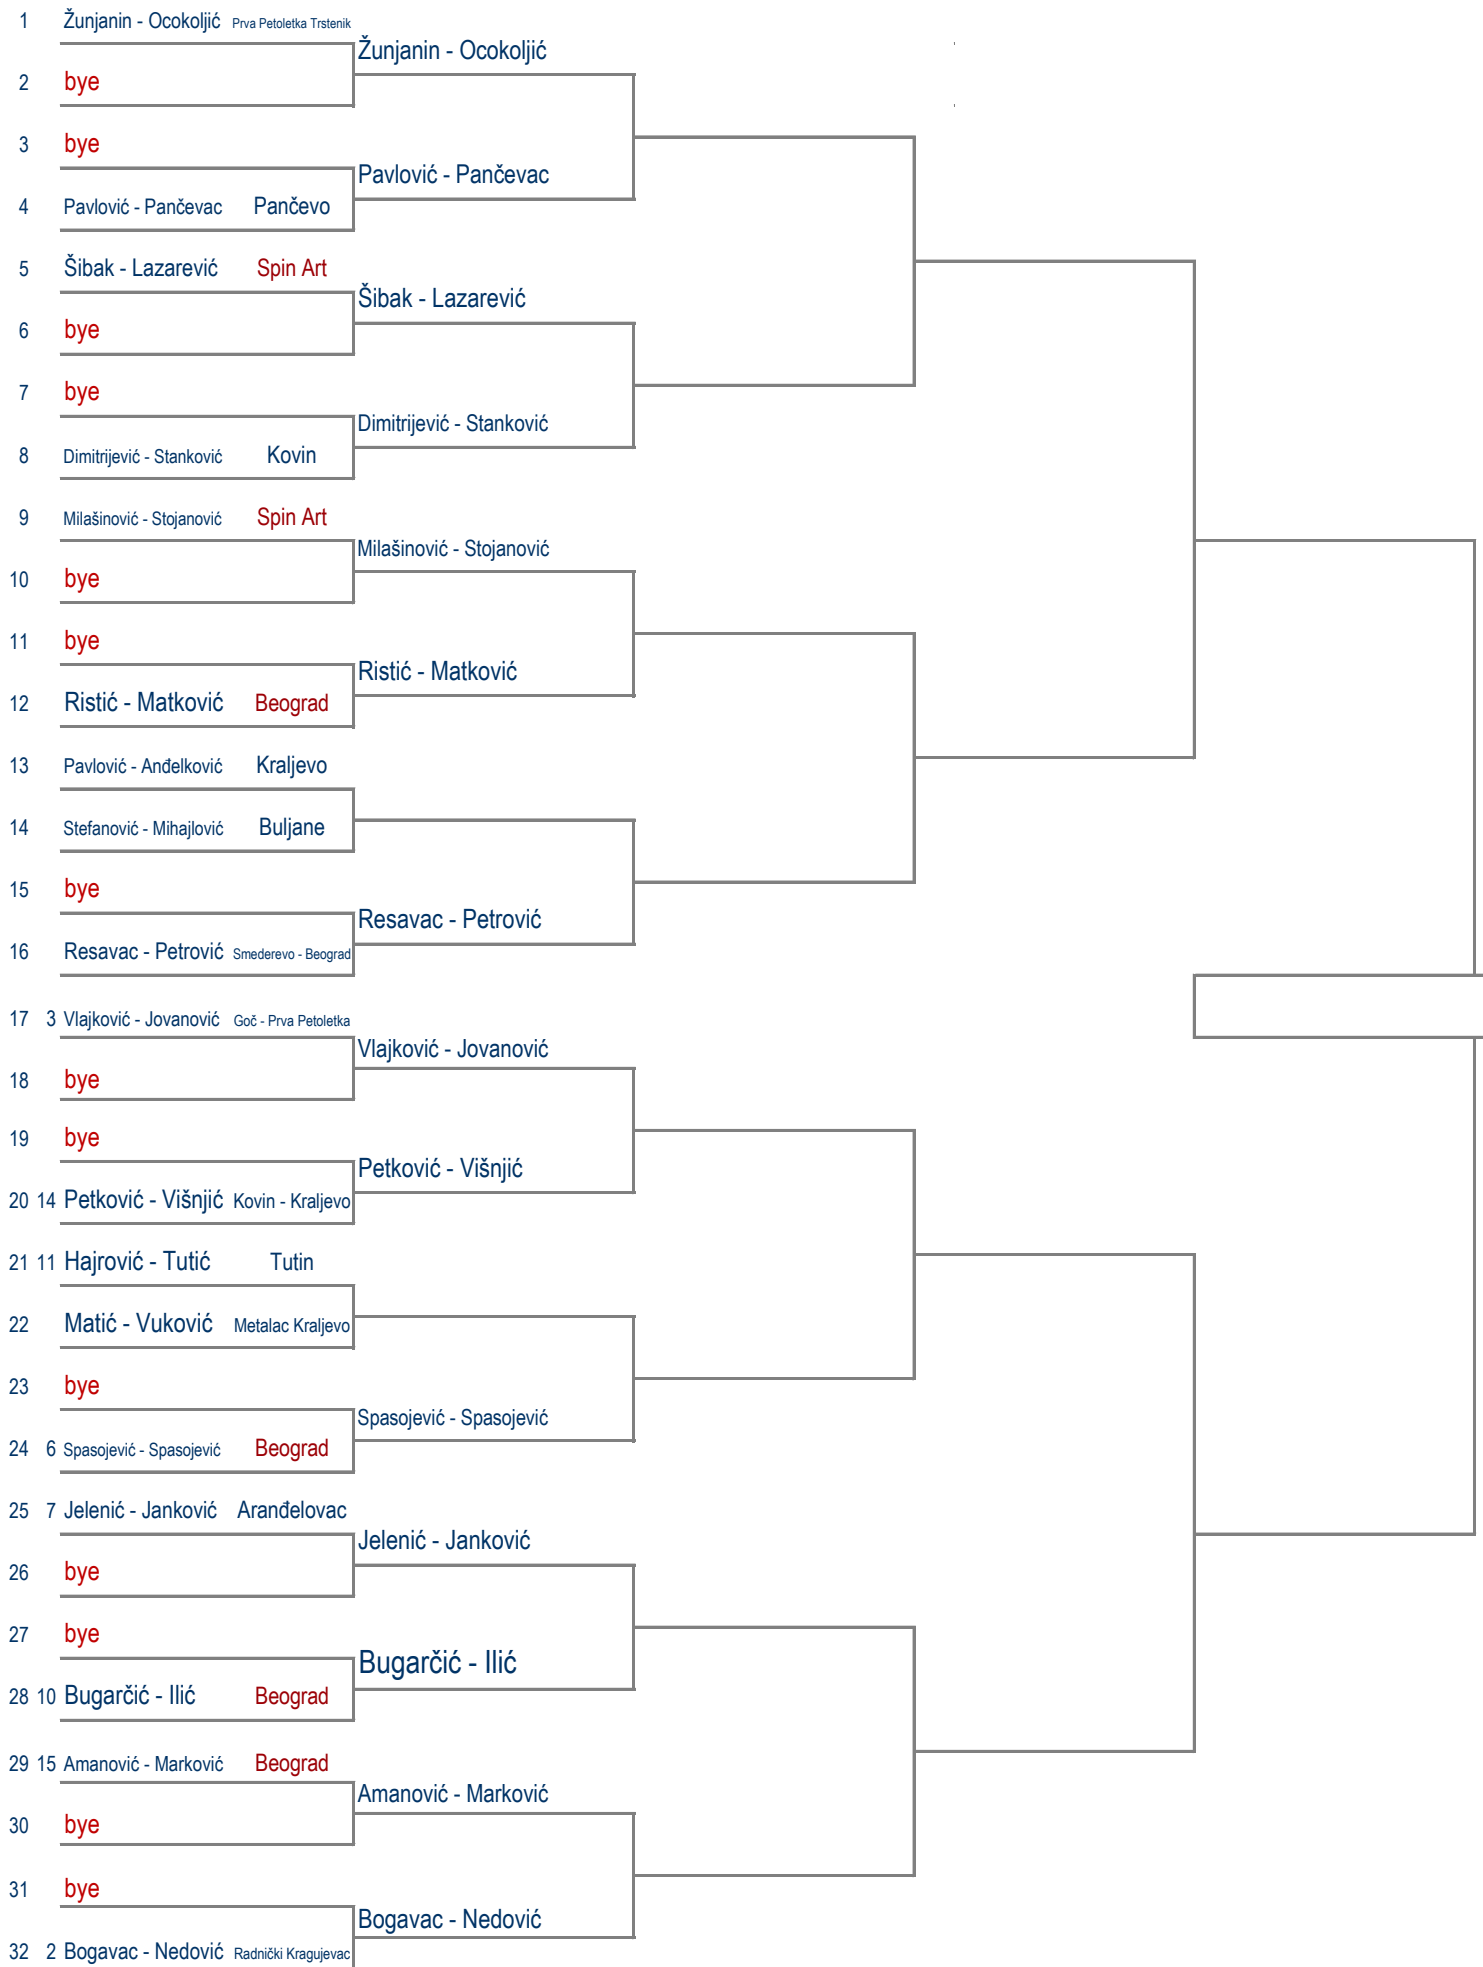 1 Žunjanin - Ocokoljić Prva Petoletka Trstenik
Žunjanin - Ocokoljić
2 bye
3 bye
Pavlović - Pančevac
4 Pavlović - Pančevac Pančevo
5 Šibak - Lazarević Spin Art
Šibak - Lazarević
6 bye
7 bye
Dimitrijević - Stanković
8 Dimitrijević - Stanković Kovin
9 Milašinović - Stojanović Spin Art
Milašinović - Stojanović
10 bye
11 bye
Ristić - Matković
12 Ristić - Matković Beograd
13 Pavlović - Anđelković Kraljevo
14 Stefanović - Mihajlović Buljane
15 bye
Resavac - Petrović
16 Resavac - Petrović Smederevo - Beograd
17 3 Vlajković - Jovanović Goč - Prva Petoletka
Vlajković - Jovanović
18 bye
19 bye
Petković - Višnjić
20 14 Petković - Višnjić Kovin - Kraljevo
21 11 Hajrović - Tutić Tutin
22 Matić - Vuković Metalac Kraljevo
23 bye
Spasojević - Spasojević
24 6 Spasojević - Spasojević Beograd
25 7 Jelenić - Janković Aranđelovac
Jelenić - Janković
26 bye
27 bye
Bugarčić - Ilić
28 10 Bugarčić - Ilić Beograd
29 15 Amanović - Marković Beograd
Amanović - Marković
30 bye
31 bye
Bogavac - Nedović
32 2 Bogavac - Nedović Radnički Kragujevac